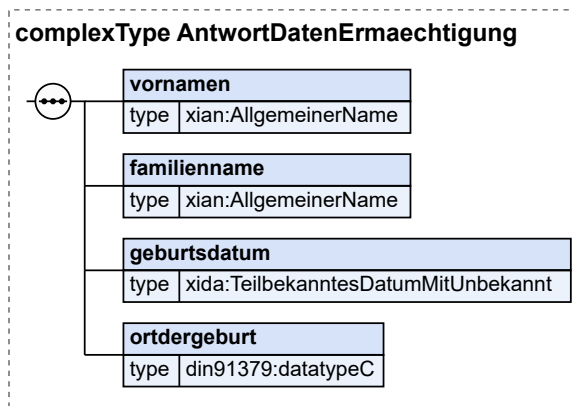 complexType AntwortDatenErmaechtigung
vornamen
type xian:AllgemeinerName
familienname
type xian:AllgemeinerName
geburtsdatum
type xida:TeilbekanntesDatumMitUnbekannt
ortdergeburt
type din91379:datatypeC